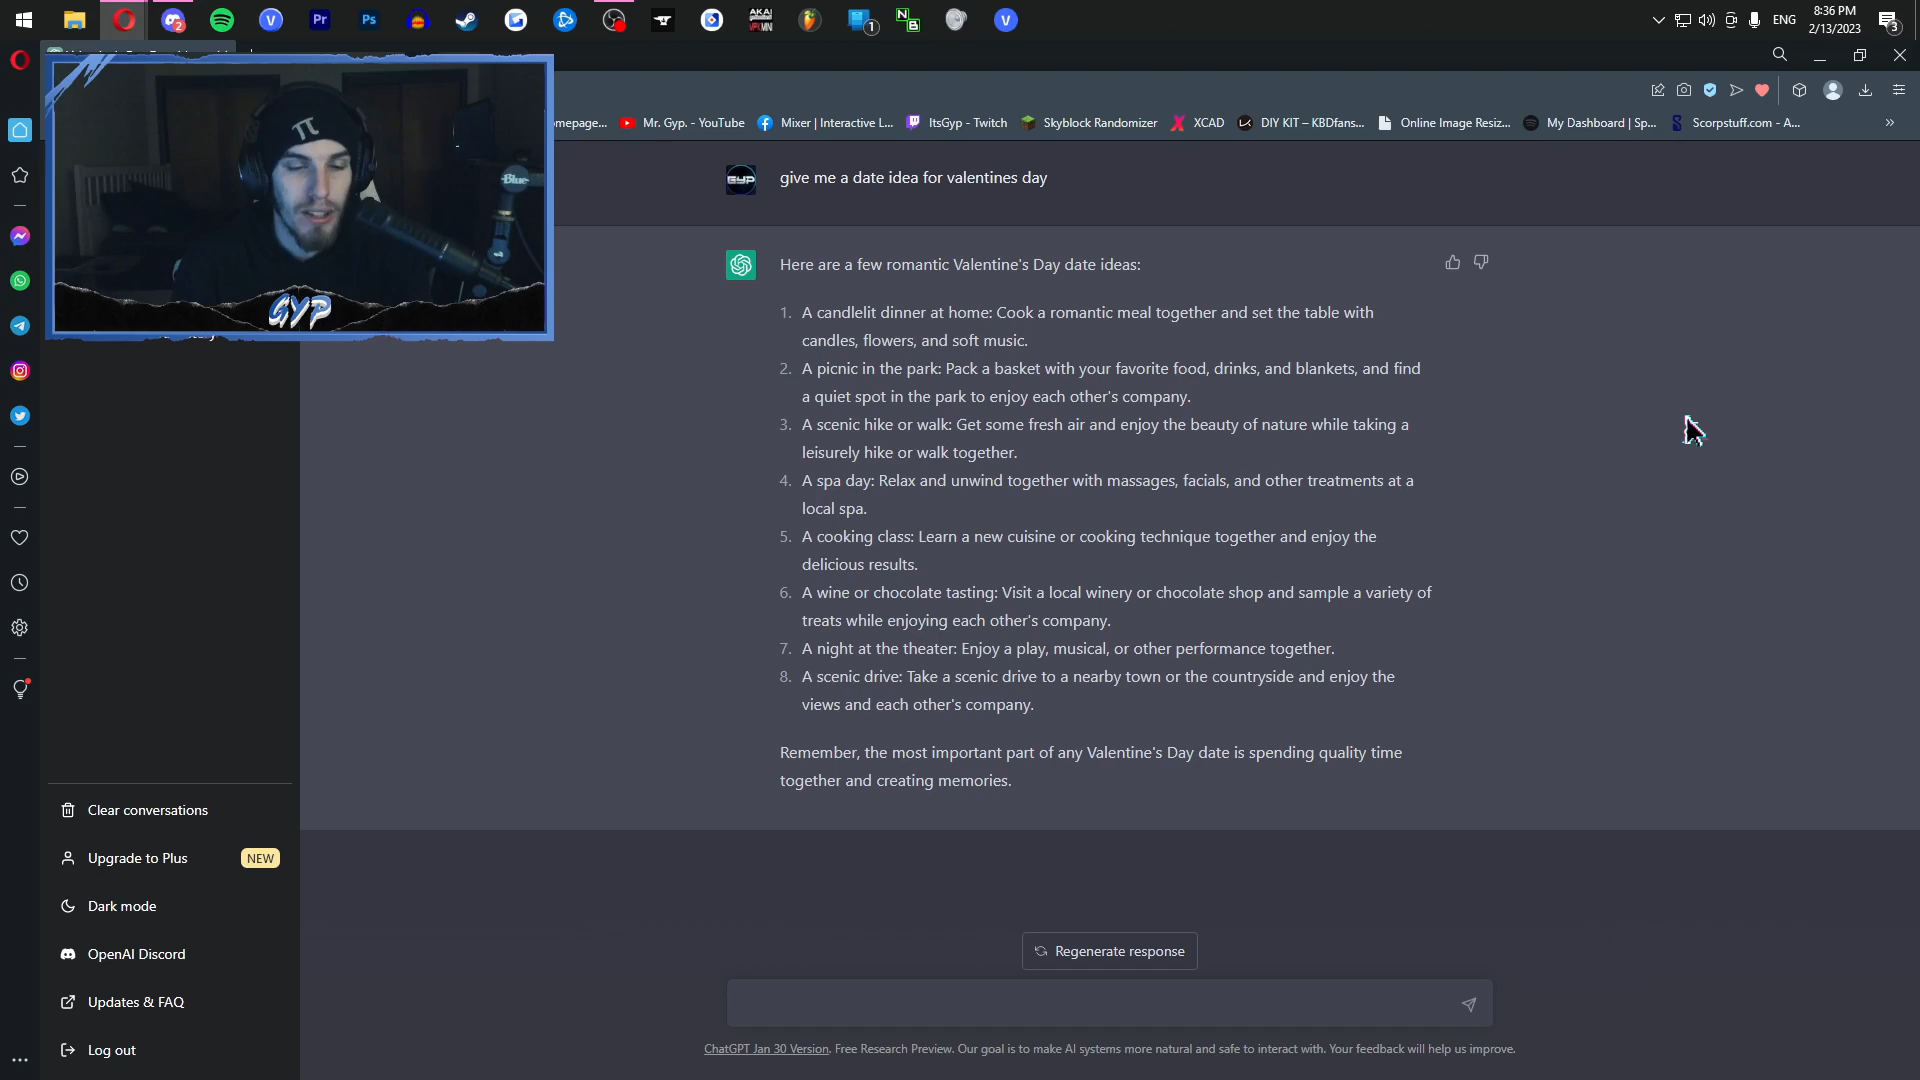 8:36 PM
ENG
2/13/2023
2
Pr
Ps
AKAI
1
3
omepage...
Mr. Gyp. - YouTube
Mixer | Interactive L...
ItsGyp - Twitch
Skyblock Randomizer
XCAD
DIY KIT – KBDfans...
Online Image Resiz...
My Dashboard | Sp...
Scorpstuff.com - A...
»
π
Blue
GYP
GYP
give me a date idea for valentines day
Here are a few romantic Valentine's Day date ideas:
1. A candlelit dinner at home: Cook a romantic meal together and set the table with
candles, flowers, and soft music.
2. A picnic in the park: Pack a basket with your favorite food, drinks, and blankets, and find
a quiet spot in the park to enjoy each other's company.
3. A scenic hike or walk: Get some fresh air and enjoy the beauty of nature while taking a
leisurely hike or walk together.
4. A spa day: Relax and unwind together with massages, facials, and other treatments at a
local spa.
5. A cooking class: Learn a new cuisine or cooking technique together and enjoy the
delicious results.
6. A wine or chocolate tasting: Visit a local winery or chocolate shop and sample a variety of
treats while enjoying each other's company.
7. A night at the theater: Enjoy a play, musical, or other performance together.
8. A scenic drive: Take a scenic drive to a nearby town or the countryside and enjoy the
views and each other's company.
Remember, the most important part of any Valentine's Day date is spending quality time
together and creating memories.
Clear conversations
Upgrade to Plus NEW
Dark mode
OpenAI Discord
Updates & FAQ
Log out
Regenerate response
ChatGPT Jan 30 Version. Free Research Preview. Our goal is to make AI systems more natural and safe to interact with. Your feedback will help us improve.